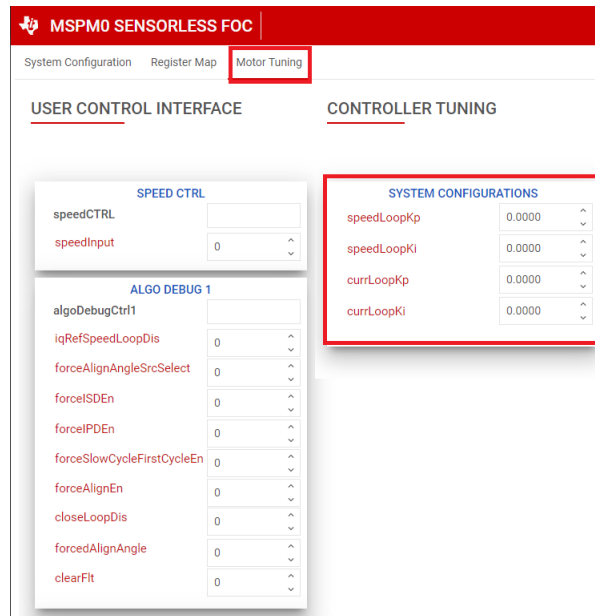 MSPM0 SENSORLESS FOC
System Configuration Register Map Motor Tuning
USER CONTROL INTERFACE
SPEED CTRL
speedCTRL
speedInput 0
ALGO DEBUG 1
algoDebugCtrl1
iqRefSpeedLoopDis 0
forceAlignAngleSrcSelect 0
forceISDEn 0
forceIPDEn 0
forceSlowCycleFirstCycleEn 0
forceAlignEn 0
closeLoopDis 0
forcedAlignAngle 0
clearFlt 0
CONTROLLER TUNING
SYSTEM CONFIGURATIONS
speedLoopKp 0.0000
speedLoopKi 0.0000
currLoopKp 0.0000
currLoopKi 0.0000